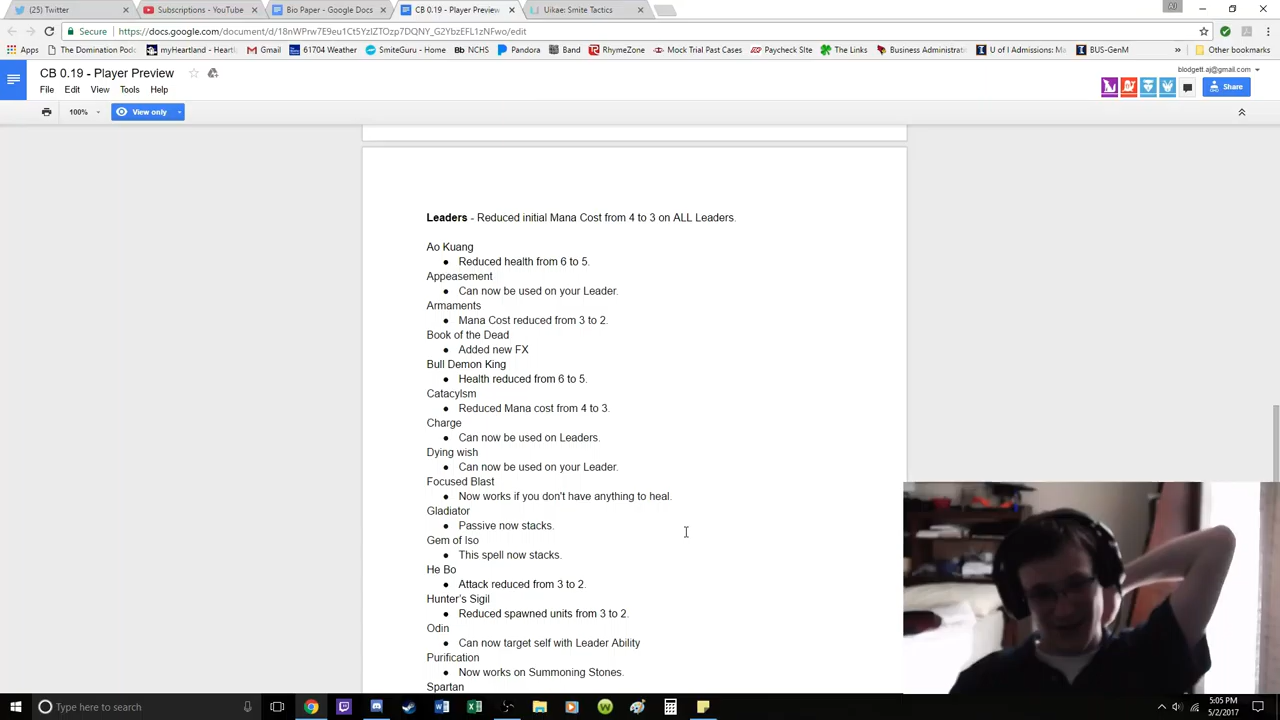 (25) Twitter
Subscriptions - YouTube
Bio Paper - Google Docs
CB 0.19 - Player Preview
Uikae: Smite Tactics
AJ
Secure
Apps
The Domination Pod
myHeartland - Heart
Gmail
61704 Weather
SmiteGuru - Home
Pandora
Band
RhymeZone
Mock Trial Past Cases
Paycheck Site
The Links
NCHS
Business Administrati
U of I Admissions: M
BUS-GenM
Other bookmarks
CB 0.19 - Player Preview
blodgett.aj@gmail.com
File Edit View Tools Help
Share
100%
View only
Leaders - Reduced initial Mana Cost from 4 to 3 on ALL Leaders.
Ao Kuang
● Reduced health from 6 to 5.
Appeasement
● Can now be used on your Leader.
Armaments
● Mana Cost reduced from 3 to 2.
Book of the Dead
● Added new FX
Bull Demon King
● Health reduced from 6 to 5.
Catacylsm
● Reduced Mana cost from 4 to 3.
Charge
● Can now be used on Leaders.
Dying wish
● Can now be used on your Leader.
Focused Blast
● Now works if you don't have anything to heal.
Gladiator
● Passive now stacks.
Gem of Iso
● This spell now stacks.
He Bo
● Attack reduced from 3 to 2.
Hunter's Sigil
● Reduced spawned units from 3 to 2.
Odin
● Can now target self with Leader Ability
Purification
● Now works on Summoning Stones.
Spartan
Type here to search
5:05 PM
5/2/2017